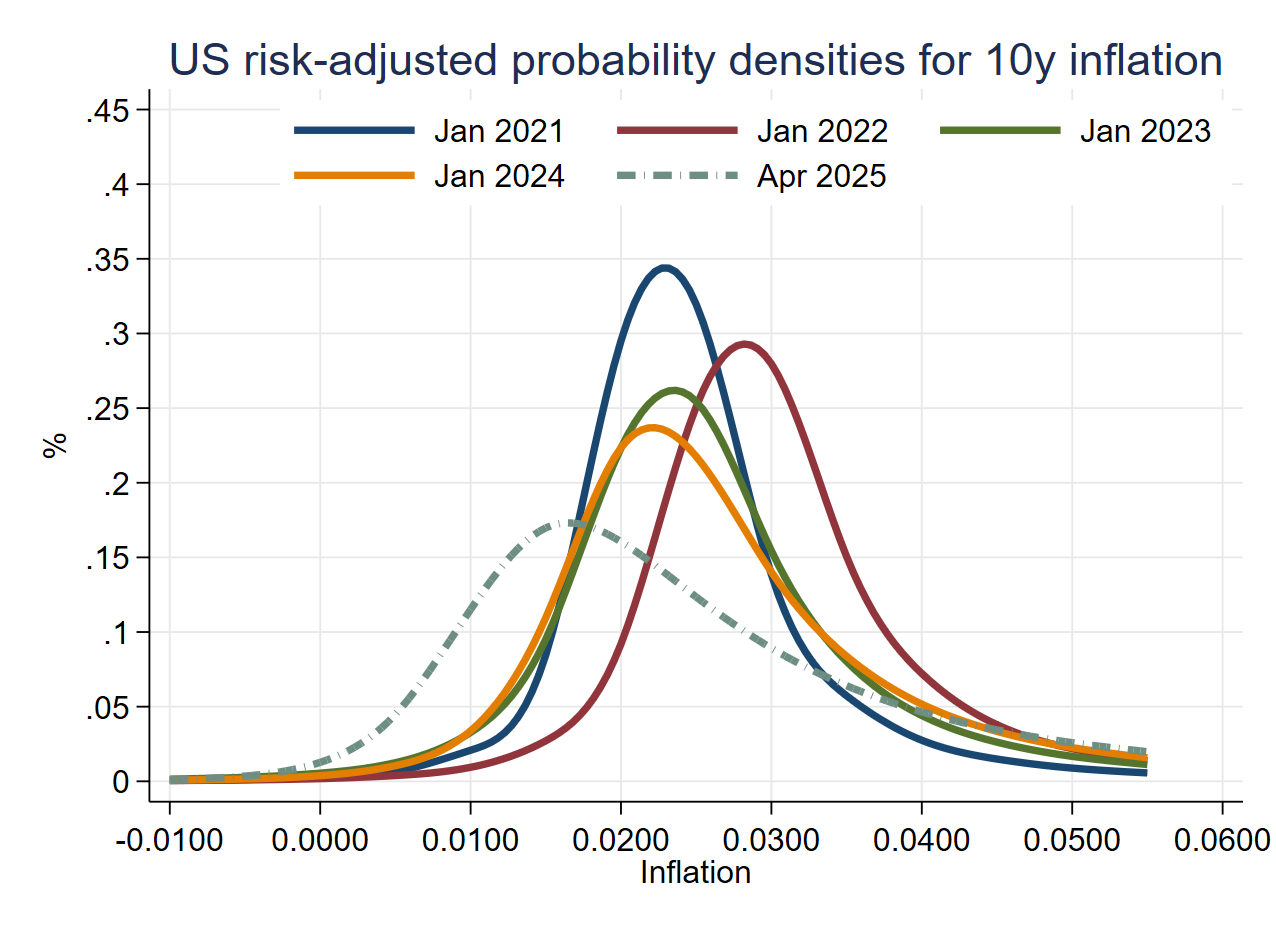 US risk-adjusted probability densities for 10y inflation
Jan 2021 Jan 2022 Jan 2023
Jan 2024 Apr 2025
.45
.4
.35
.3
.25
.2
.15
.1
.05
0
%
-0.0100 0.0000 0.0100 0.0200 0.0300 0.0400 0.0500 0.0600
Inflation